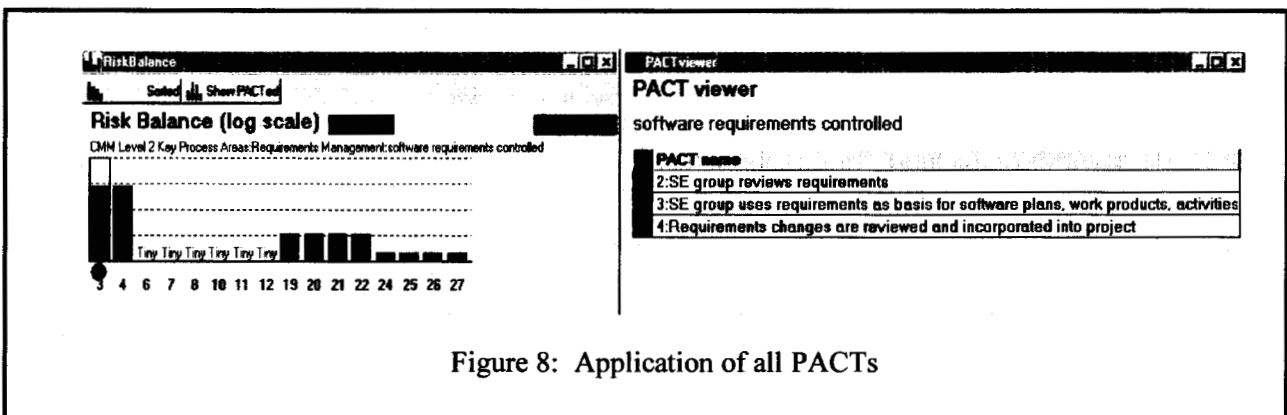 RiskBalance
Sorted Show PACTed
Risk Balance (log scale)
CMM Level 2 Key Process Areas:Requirements Management:software requirements controlled
Tiny Tiny Tiny Tiny Tiny Tiny
3 4 6 7 8 10 11 12 19 20 21 22 24 25 26 27
PACTviewer
PACT viewer
software requirements controlled
PACT name
2:SE group reviews requirements
3:SE group uses requirements as basis for software plans, work products, activities
4:Requirements changes are reviewed and incorporated into project
Figure 8: Application of all PACTs